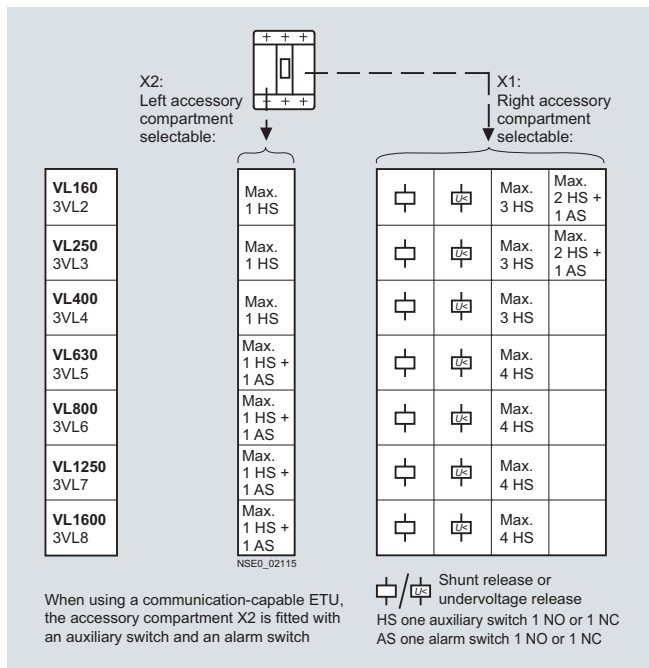 X2:
Left accessory
compartment
selectable:
X1:
Right accessory
compartment
selectable:
VL160
3VL2
Max.
1 HS
U<
Max.
3 HS
Max.
2 HS +
1 AS
VL250
3VL3
Max.
1 HS
U<
Max.
3 HS
Max.
2 HS +
1 AS
VL400
3VL4
Max.
1 HS
U<
Max.
3 HS
VL630
3VL5
Max.
1 HS +
1 AS
U<
Max.
4 HS
VL800
3VL6
Max.
1 HS +
1 AS
U<
Max.
4 HS
VL1250
3VL7
Max.
1 HS +
1 AS
U<
Max.
4 HS
VL1600
3VL8
Max.
1 HS +
1 AS
U<
Max.
4 HS
NSE0_02115
When using a communication-capable ETU,
the accessory compartment X2 is fitted with
an auxiliary switch and an alarm switch
/ U< Shunt release or
undervoltage release
HS one auxiliary switch 1 NO or 1 NC
AS one alarm switch 1 NO or 1 NC